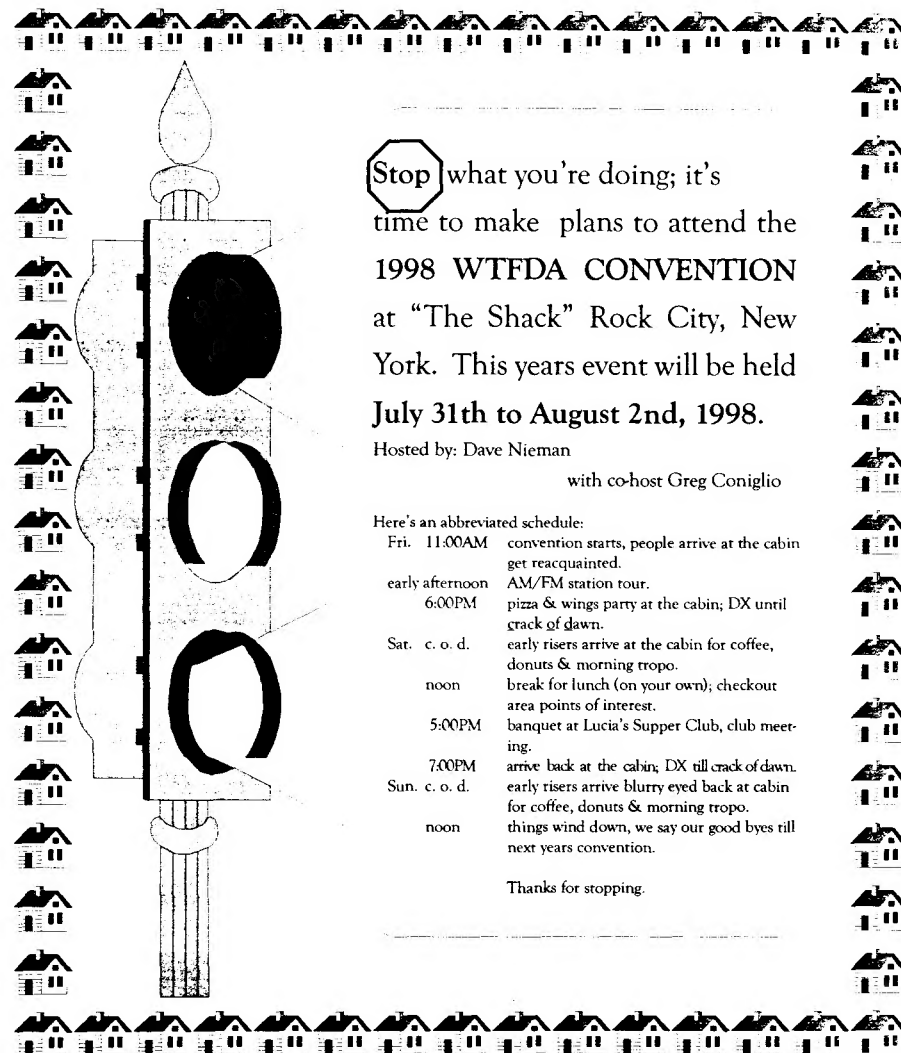 Stop what you're doing; it's
time to make plans to attend the
1998 WTFDA CONVENTION
at “The Shack” Rock City, New
York. This years event will be held
July 31th to August 2nd, 1998.
Hosted by: Dave Nieman
with co-host Greg Coniglio
Here's an abbreviated schedule:
Fri. 11:00AM convention starts, people arrive at the cabin
get reacquainted.
early afternoon AM/FM station tour.
6:00PM pizza & wings party at the cabin; DX until
crack of dawn.
Sat. c. o. d. early risers arrive at the cabin for coffee,
donuts & morning tropo.
noon break for lunch (on your own); checkout
area points of interest.
5:00PM banquet at Lucia's Supper Club, club meet-
ing.
7:00PM arrive back at the cabin; DX till crack of dawn.
Sun. c. o. d. early risers arrive blurry eyed back at cabin
for coffee, donuts & morning tropo.
noon things wind down, we say our good byes till
next years convention.
Thanks for stopping.